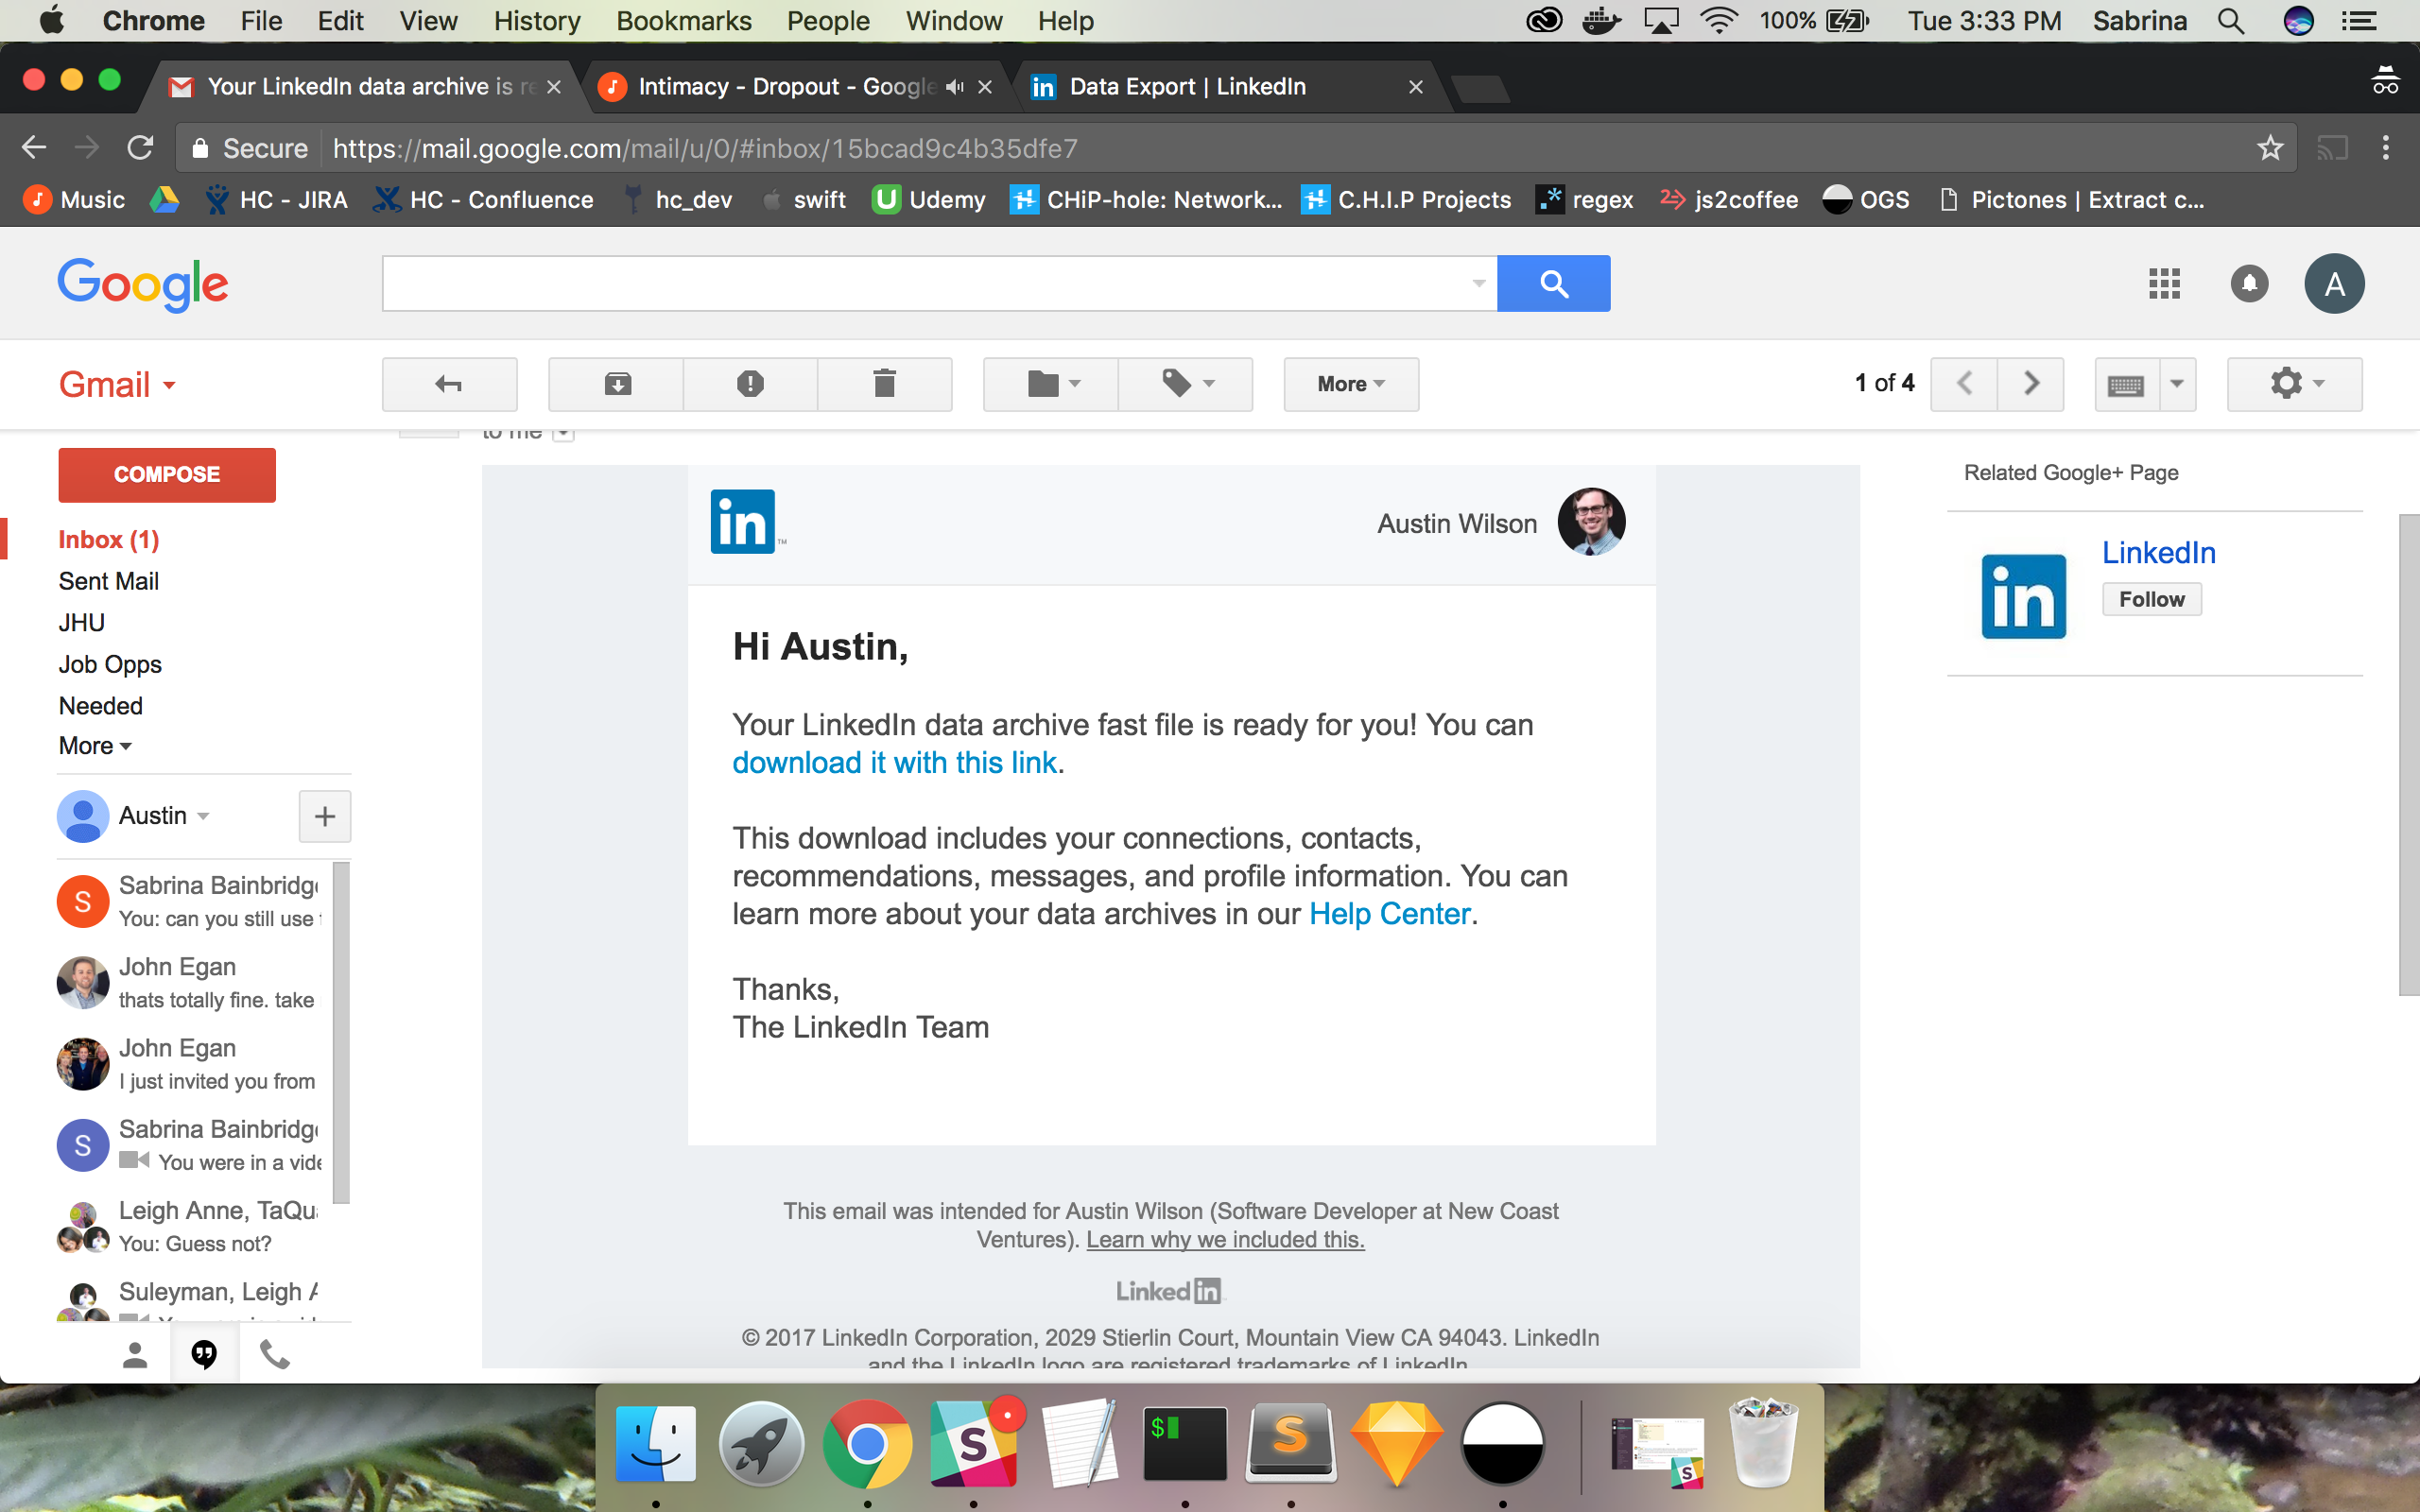 Chrome File Edit View History Bookmarks People Window Help 100% Tue 3:33 PM Sabrina
Your LinkedIn data archive is re Intimacy - Dropout - Google Data Export | LinkedIn
Secure https://mail.google.com/mail/u/0/#inbox/15bcad9c4b35dfe7
Music HC - JIRA HC - Confluence hc_dev swift Udemy CHiP-hole: Network... C.H.I.P Projects regex js2coffee OGS Pictones | Extract c...
Google
A
Gmail
More
1 of 4
to me
COMPOSE
Inbox (1)
Sent Mail
JHU
Job Opps
Needed
More
Austin
S
Sabrina Bainbridge
You: can you still use
John Egan
thats totally fine. take
John Egan
I just invited you from
S
Sabrina Bainbridge
You were in a vide
Leigh Anne, TaQu
You: Guess not?
Suleyman, Leigh A
in™
Austin Wilson
Hi Austin,
Your LinkedIn data archive fast file is ready for you! You can
download it with this link.
This download includes your connections, contacts,
recommendations, messages, and profile information. You can
learn more about your data archives in our Help Center.
Thanks,
The LinkedIn Team
This email was intended for Austin Wilson (Software Developer at New Coast
Ventures). Learn why we included this.
LinkedIn
© 2017 LinkedIn Corporation, 2029 Stierlin Court, Mountain View CA 94043. LinkedIn
and the LinkedIn logo are registered trademarks of LinkedIn
Related Google+ Page
in
LinkedIn
Follow
S $ S S